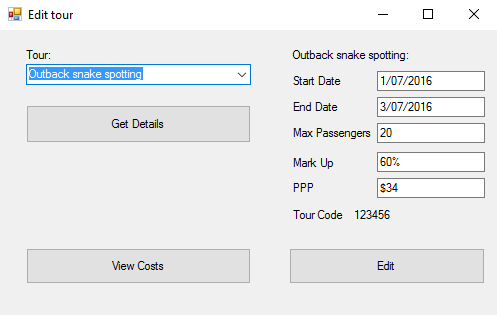 Edit tour
Tour:
Outback snake spotting
Get Details
View Costs
Outback snake spotting:
Start Date 1/07/2016
End Date 3/07/2016
Max Passengers 20
Mark Up 60%
PPP $34
Tour Code 123456
Edit